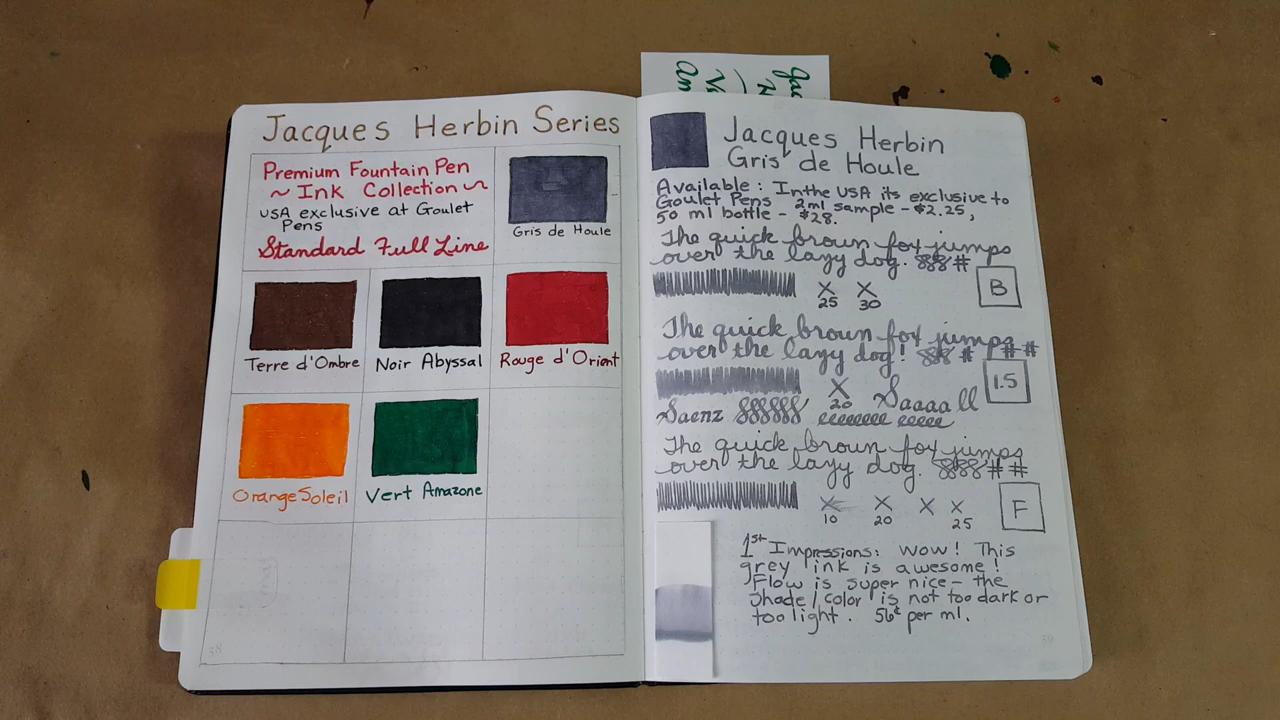 Jacques Herbin Series
Premium Fountain Pen
~ Ink Collection ~
USA exclusive at Goulet
Pens
Standard Full Line
Gris de Houle
Terre d'Ombre
Noir Abyssal
Rouge d'Orient
Orange Soleil
Vert Amazone
38
Jacques Herbin
Gris de Houle
Available: In the USA its exclusive to
Goulet Pens 2ml sample - $2.25,
50 ml bottle - $28.
The quick brown fox jumps
over the lazy dog. #
B
X X
25 30
The quick brown fox jumps
over the lazy dog! # # # #
1.5
X
20
Saaaall
Saenz
The quick brown fox jumps
over the lazy dog. # #
F
X X X X
10 20 25
1st Impressions: wow! This
grey ink is awesome!
Flow is super nice - the
shade/color is not too dark or
too light. 56¢ per ml.
39